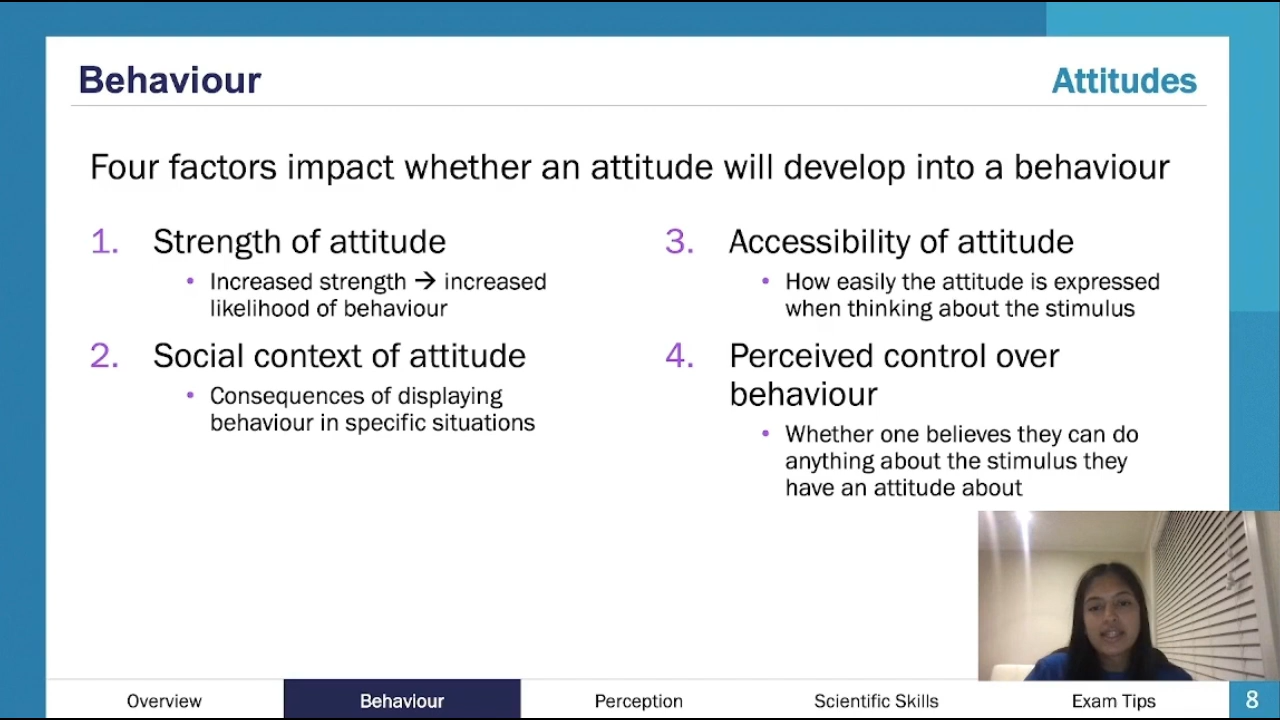 Behaviour
Attitudes
Four factors impact whether an attitude will develop into a behaviour
1. Strength of attitude
• Increased strength → increased
likelihood of behaviour
2. Social context of attitude
• Consequences of displaying
behaviour in specific situations
3. Accessibility of attitude
• How easily the attitude is expressed
when thinking about the stimulus
4. Perceived control over
behaviour
• Whether one believes they can do
anything about the stimulus they
have an attitude about
Overview
Behaviour
Perception
Scientific Skills
Exam Tips
8